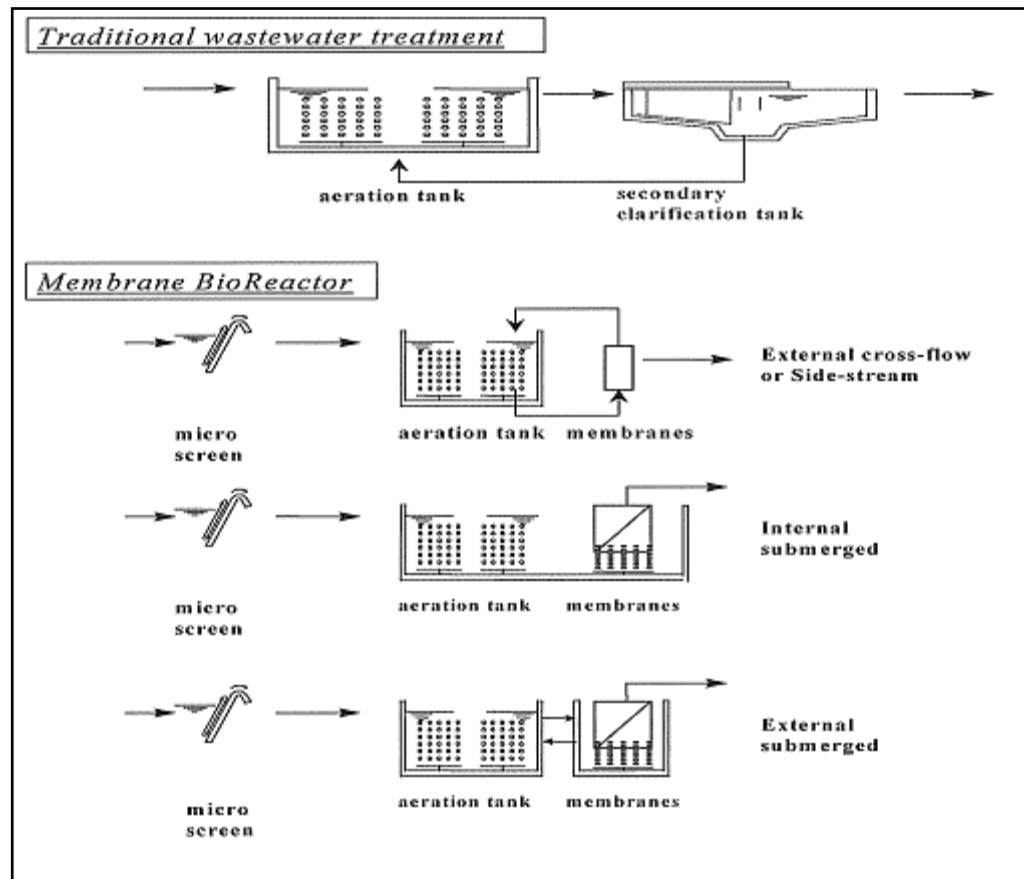 Traditional wastewater treatment
aeration tank
secondary
clarification tank
Membrane BioReactor
External cross-flow
or Side-stream
aeration tank
membranes
micro
screen
Internal
submerged
aeration tank
membranes
micro
screen
External
submerged
aeration tank
membranes
micro
screen